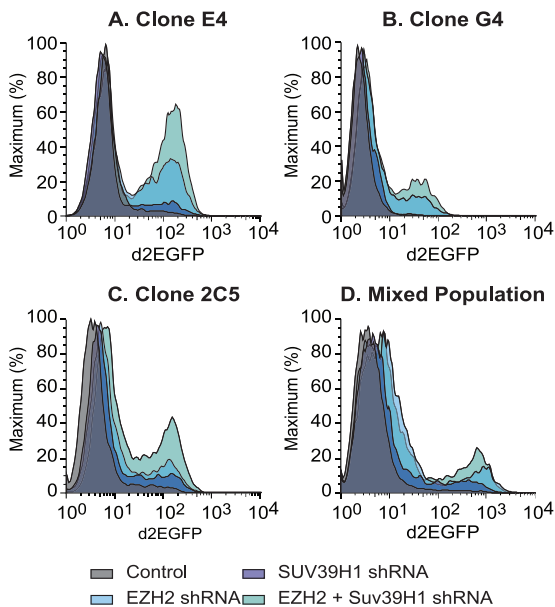 A. Clone E4
B. Clone G4
Maximum (%)
100
80
60
40
20
0
10^0 10^1 10^2 10^3 10^4
d2EGFP
Maximum (%)
100
80
60
40
20
0
10^0 10^1 10^2 10^3 10^4
d2EGFP
C. Clone 2C5
D. Mixed Population
Maximum (%)
100
80
60
40
20
0
10^0 10^1 10^2 10^3 10^4
d2EGFP
Maximum (%)
100
80
60
40
20
0
10^0 10^1 10^2 10^3 10^4
d2EGFP
Control
SUV39H1 shRNA
EZH2 shRNA
EZH2 + Suv39H1 shRNA